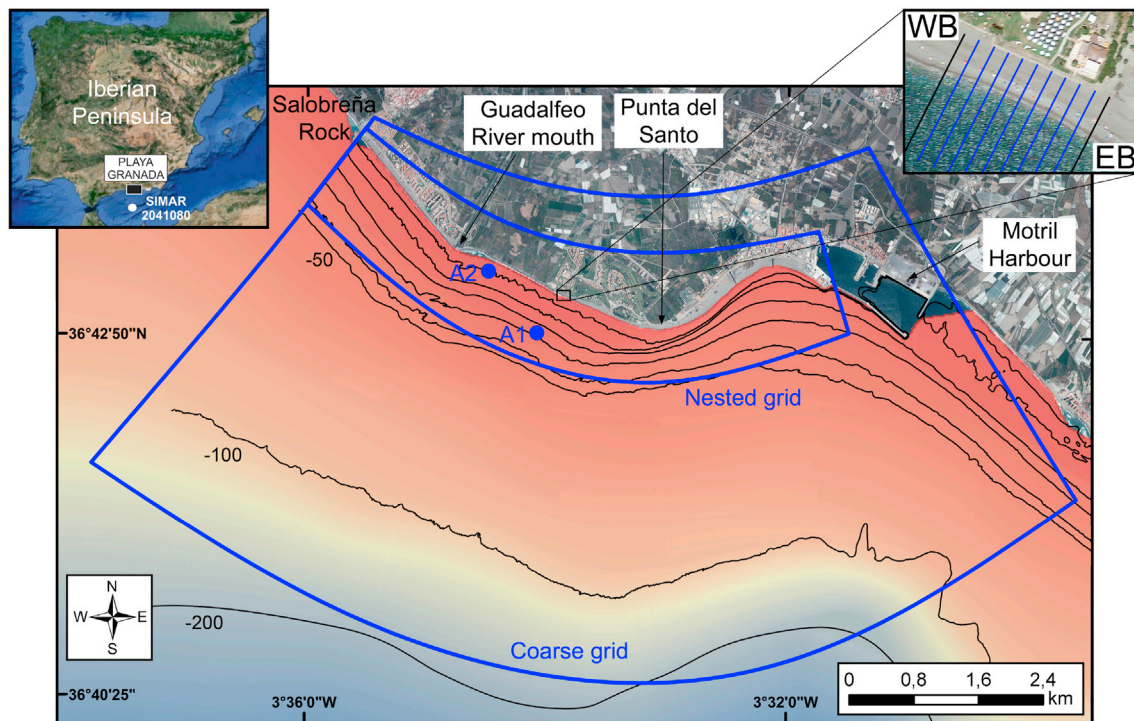 Iberian
Peninsula
PLAYA
GRANADA
SIMAR
2041080
Salobreña
Rock
Guadalfeo
River mouth
Punta del
Santo
WB
EB
Motril
Harbour
-50
A2
A1
36°42'50"N
Nested grid
-100
N
W E
S
-200
Coarse grid
36°40'25"
3°36'0"W
3°32'0"W
0 0,8 1,6 2,4
km